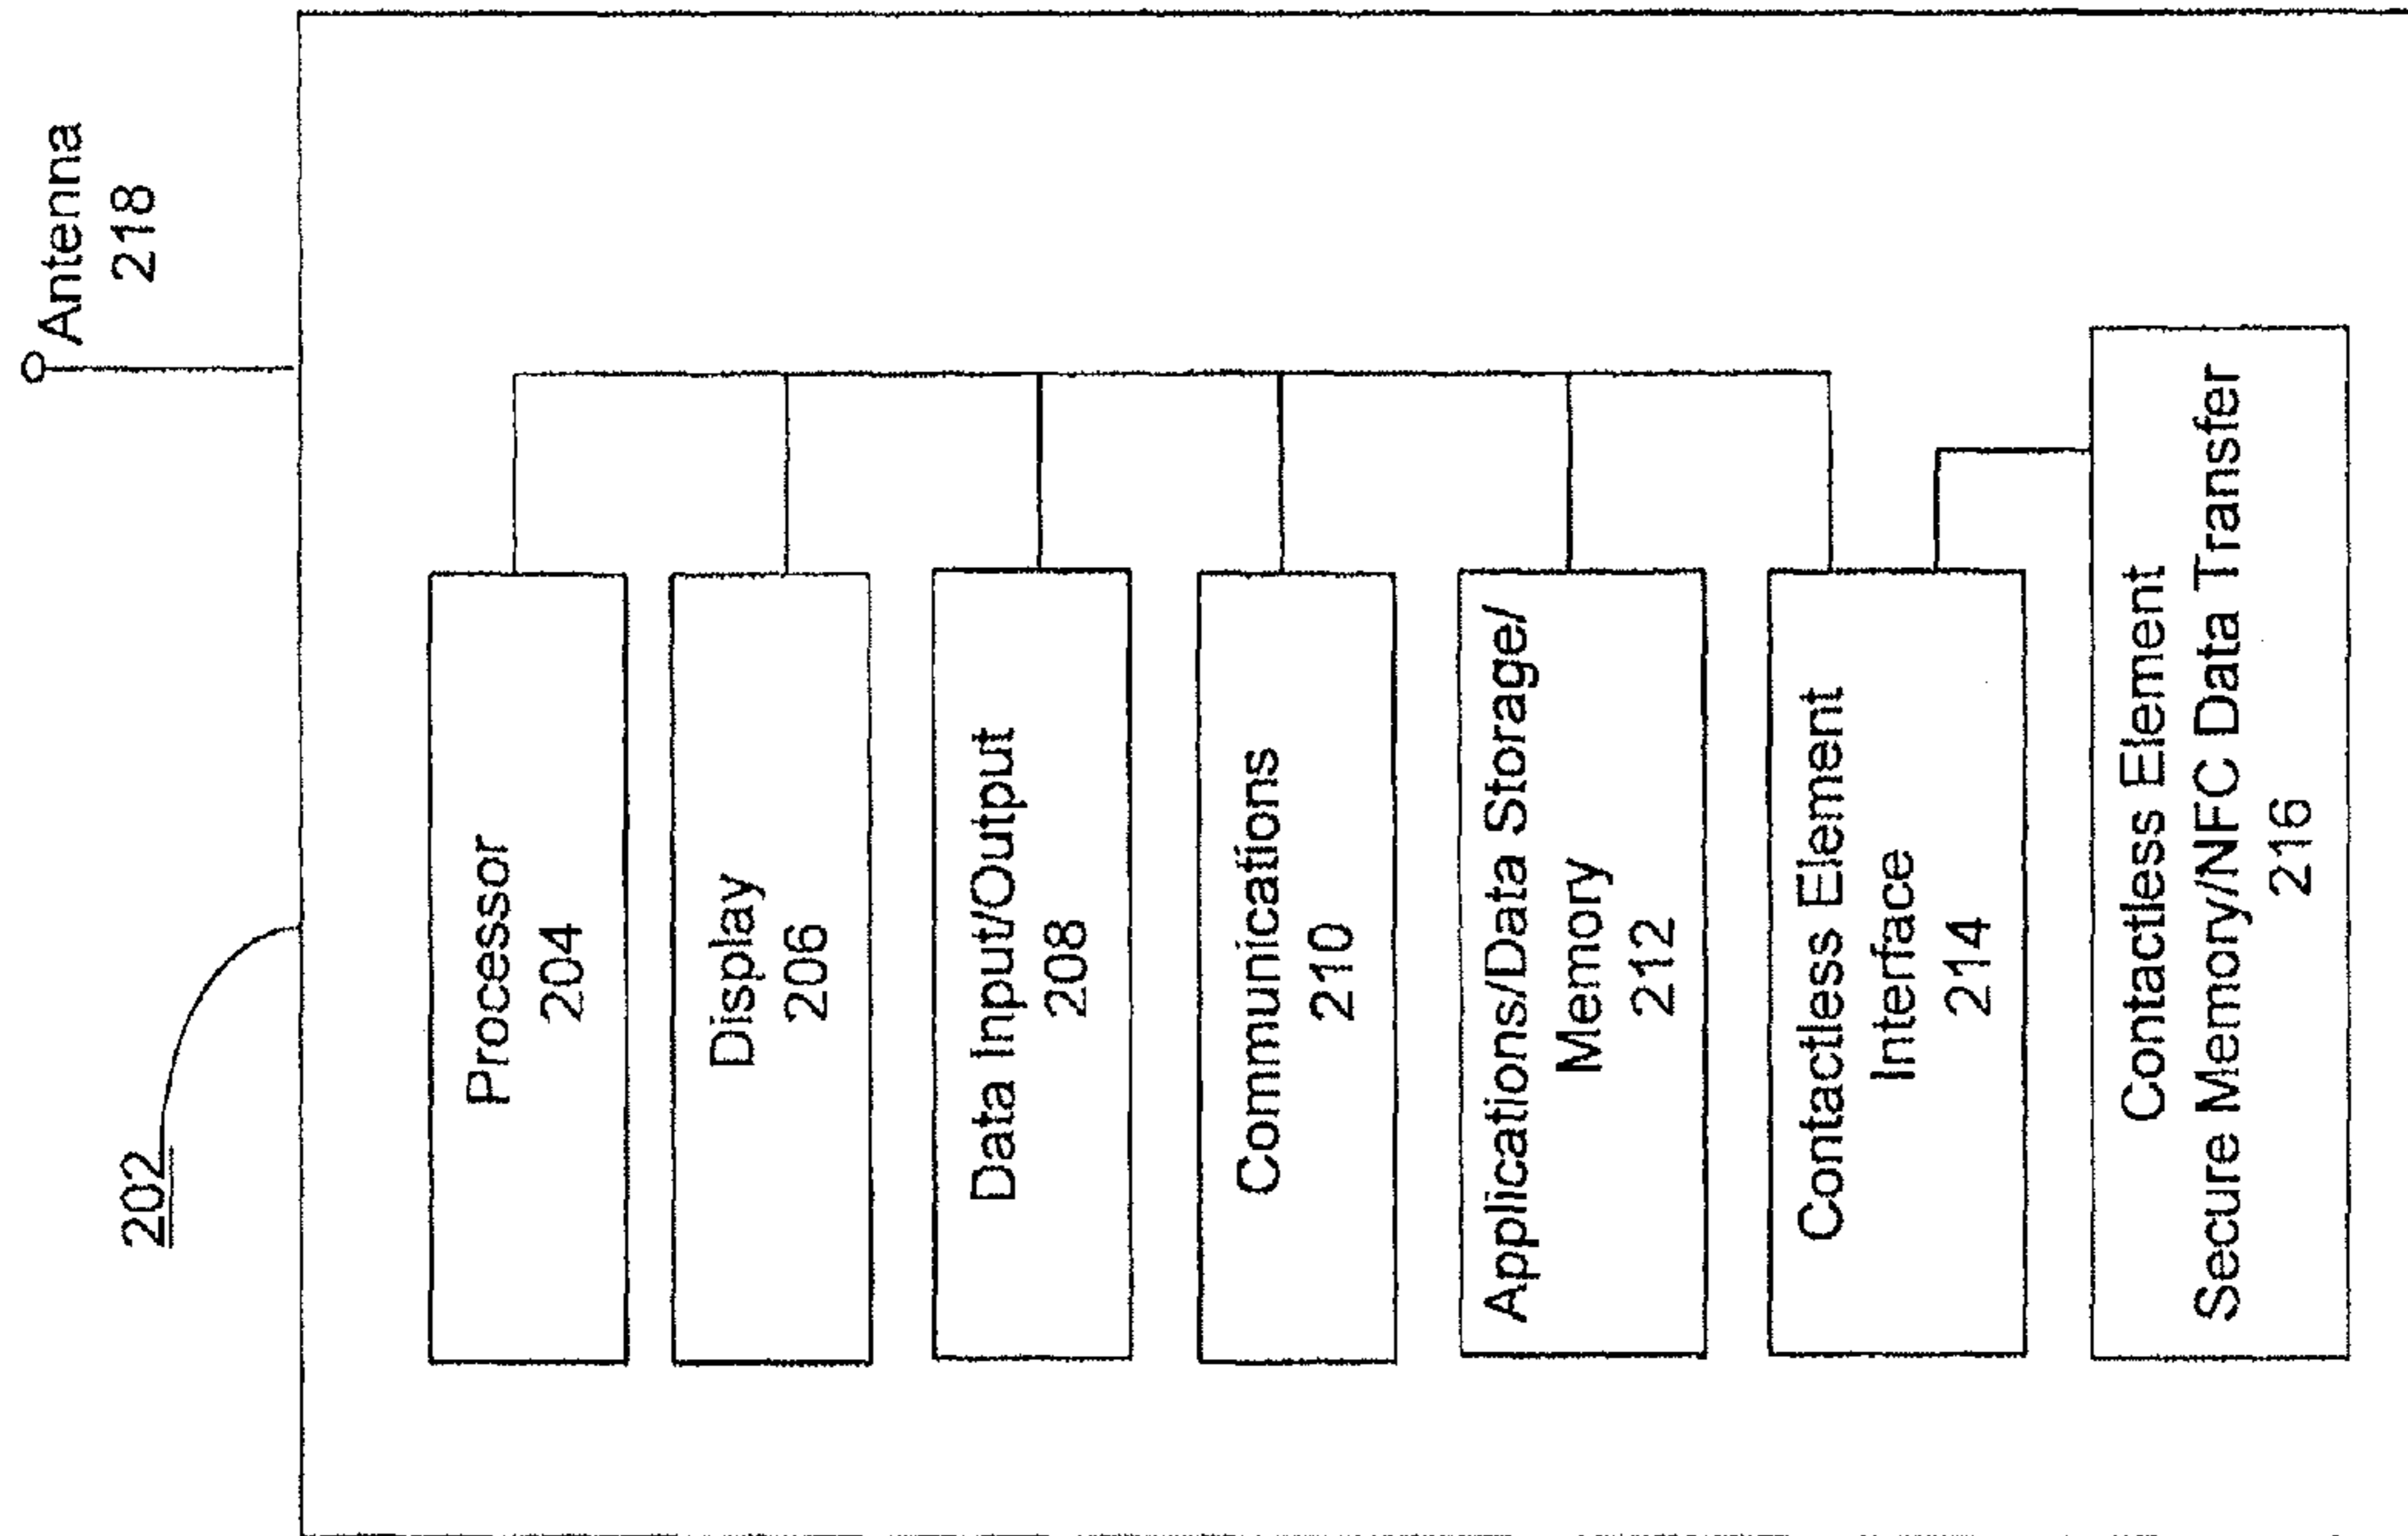 202
Antenna
218
Processor
204
Display
206
Data Input/Output
208
Communications
210
Applications/Data Storage/
Memory
212
Contactless Element
Interface
214
Contactless Element
Secure Memory/NFC Data Transfer
216